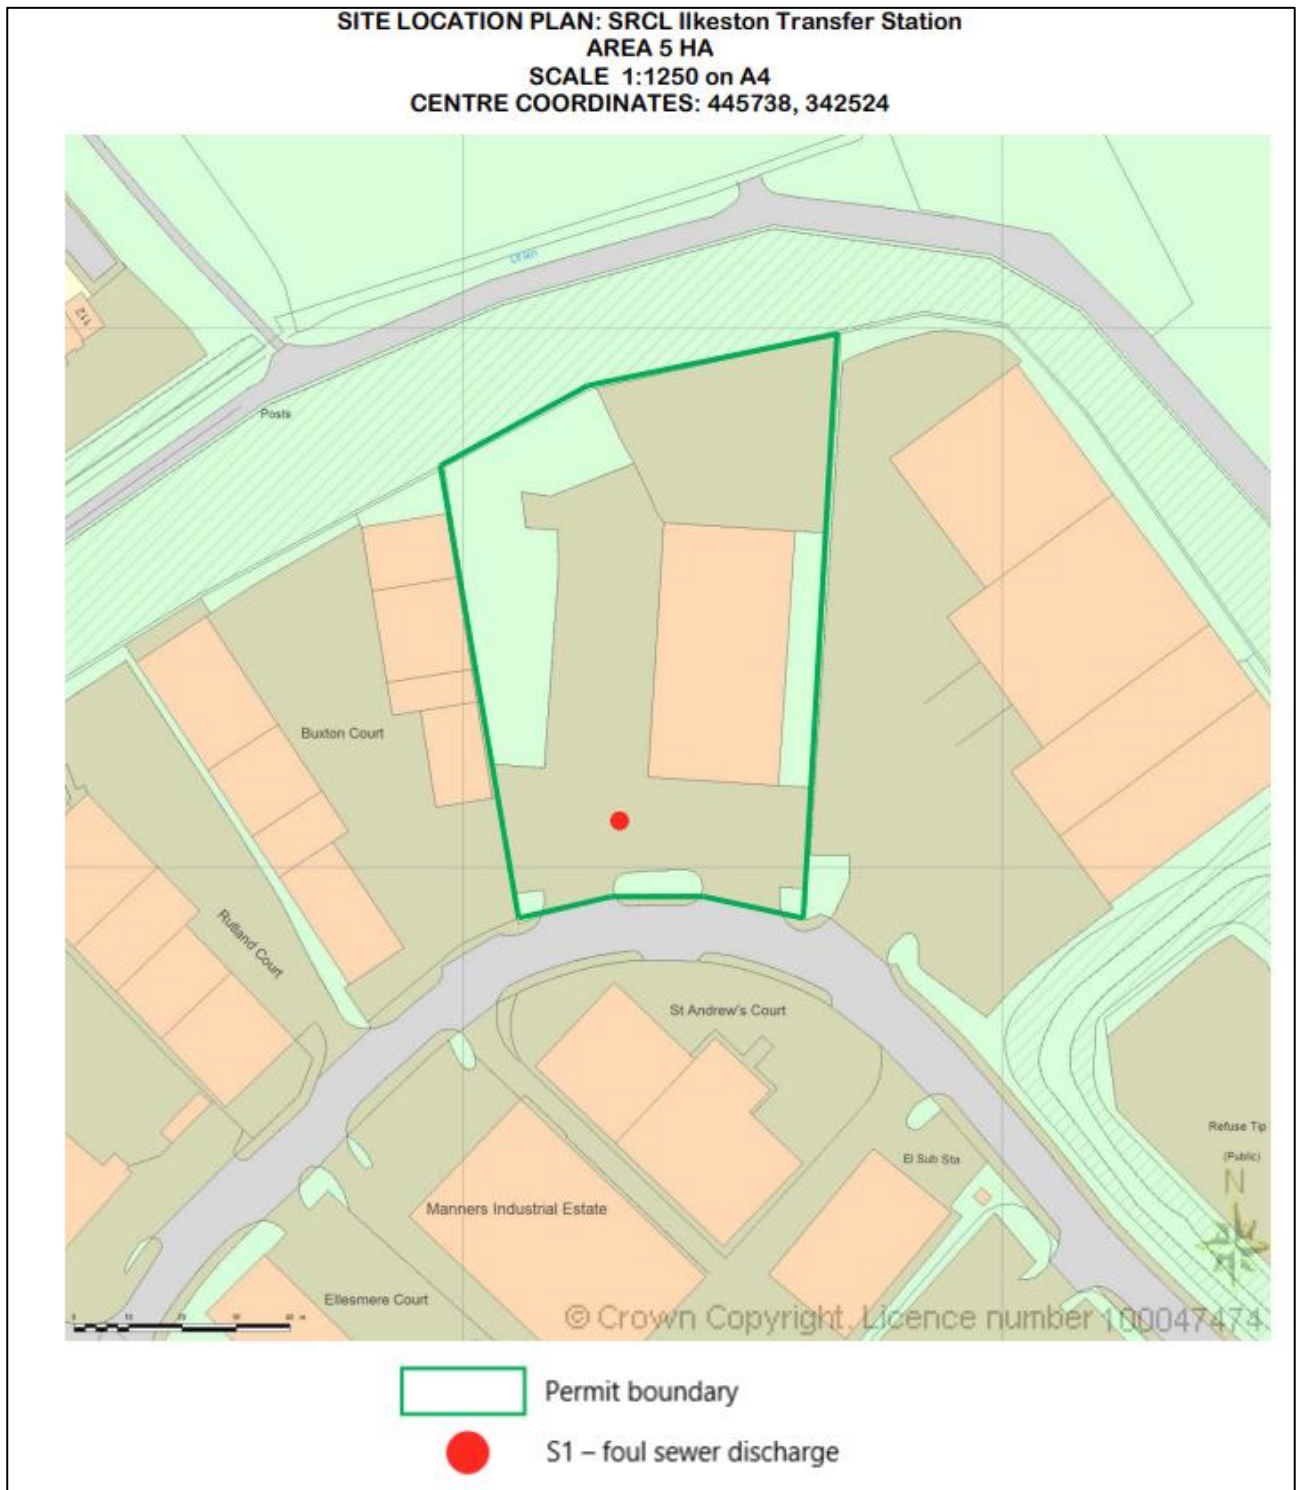 SITE LOCATION PLAN: SRCL Ilkeston Transfer Station
AREA 5 HA
SCALE 1:1250 on A4
CENTRE COORDINATES: 445738, 342524
Drain
112
Posts
Buxton Court
Rutland Court
St Andrew's Court
El Sub Sta
Refuse Tip
(Public)
N
Manners Industrial Estate
Ellesmere Court
© Crown Copyright. Licence number 100047474
Permit boundary
S1 – foul sewer discharge